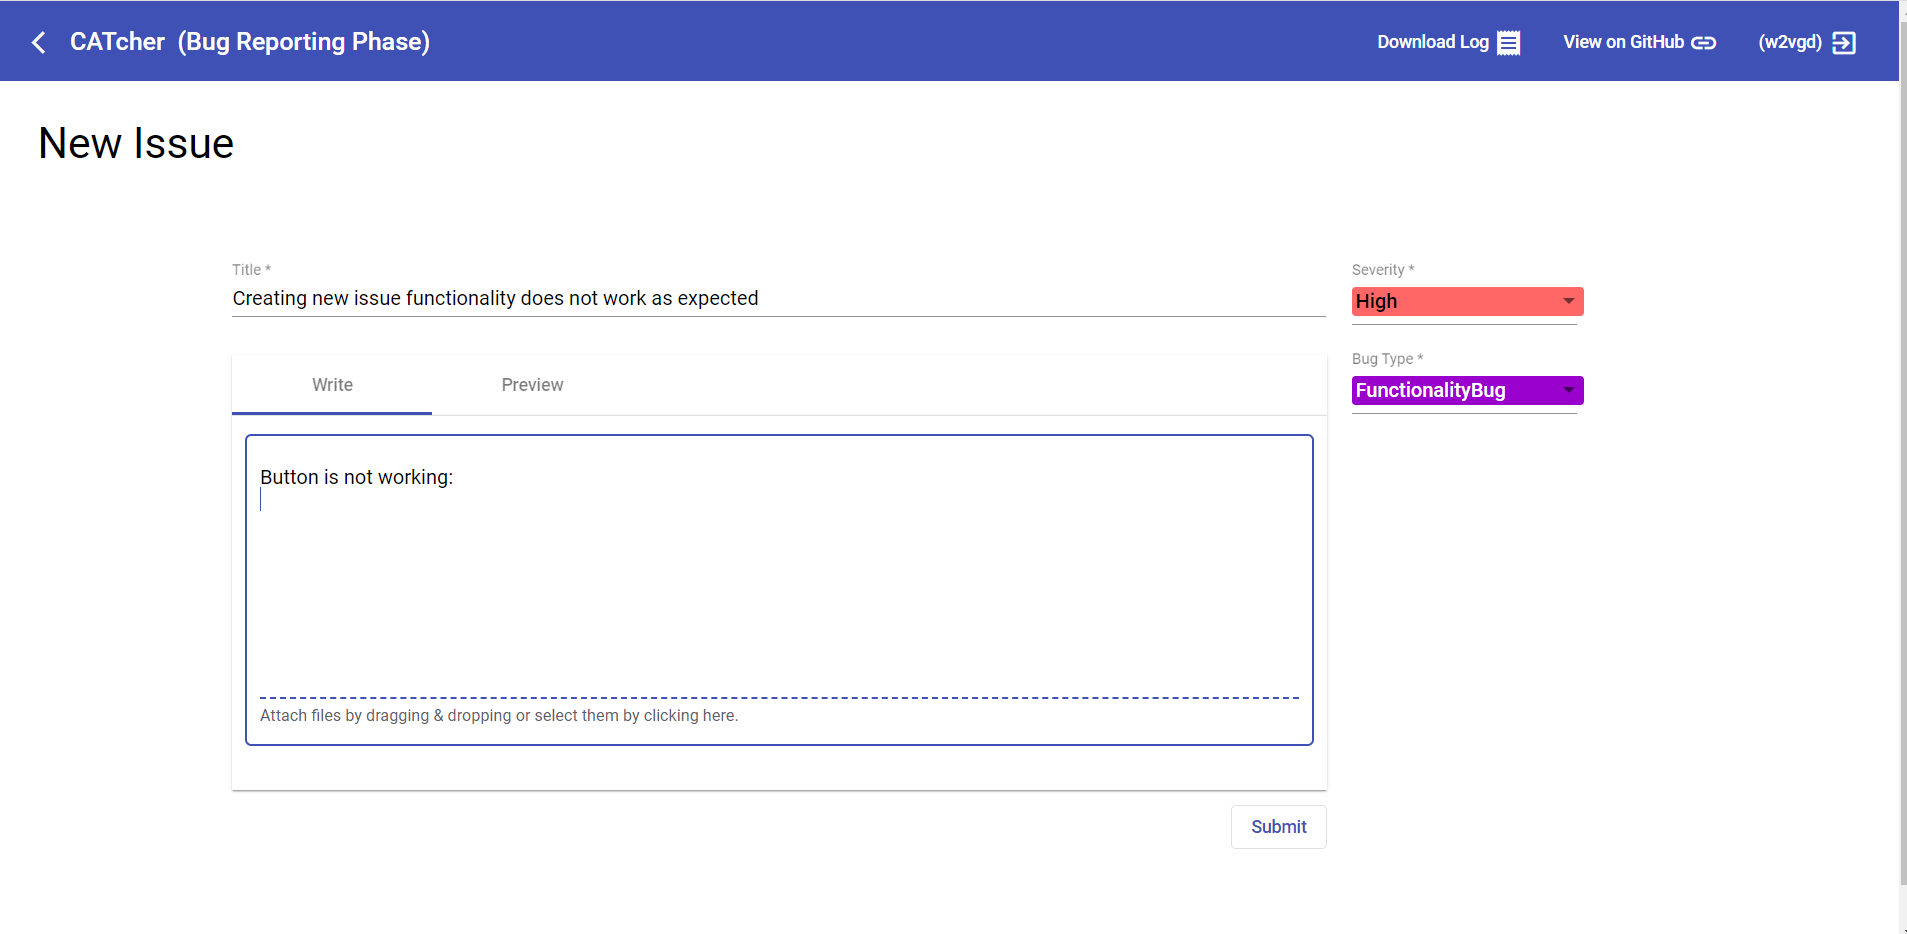 CATcher (Bug Reporting Phase)
Download Log
View on GitHub
(w2vgd)
New Issue
Title *
Creating new issue functionality does not work as expected
Severity *
High
Bug Type *
FunctionalityBug
Write
Preview
Button is not working:
Attach files by dragging & dropping or select them by clicking here.
Submit